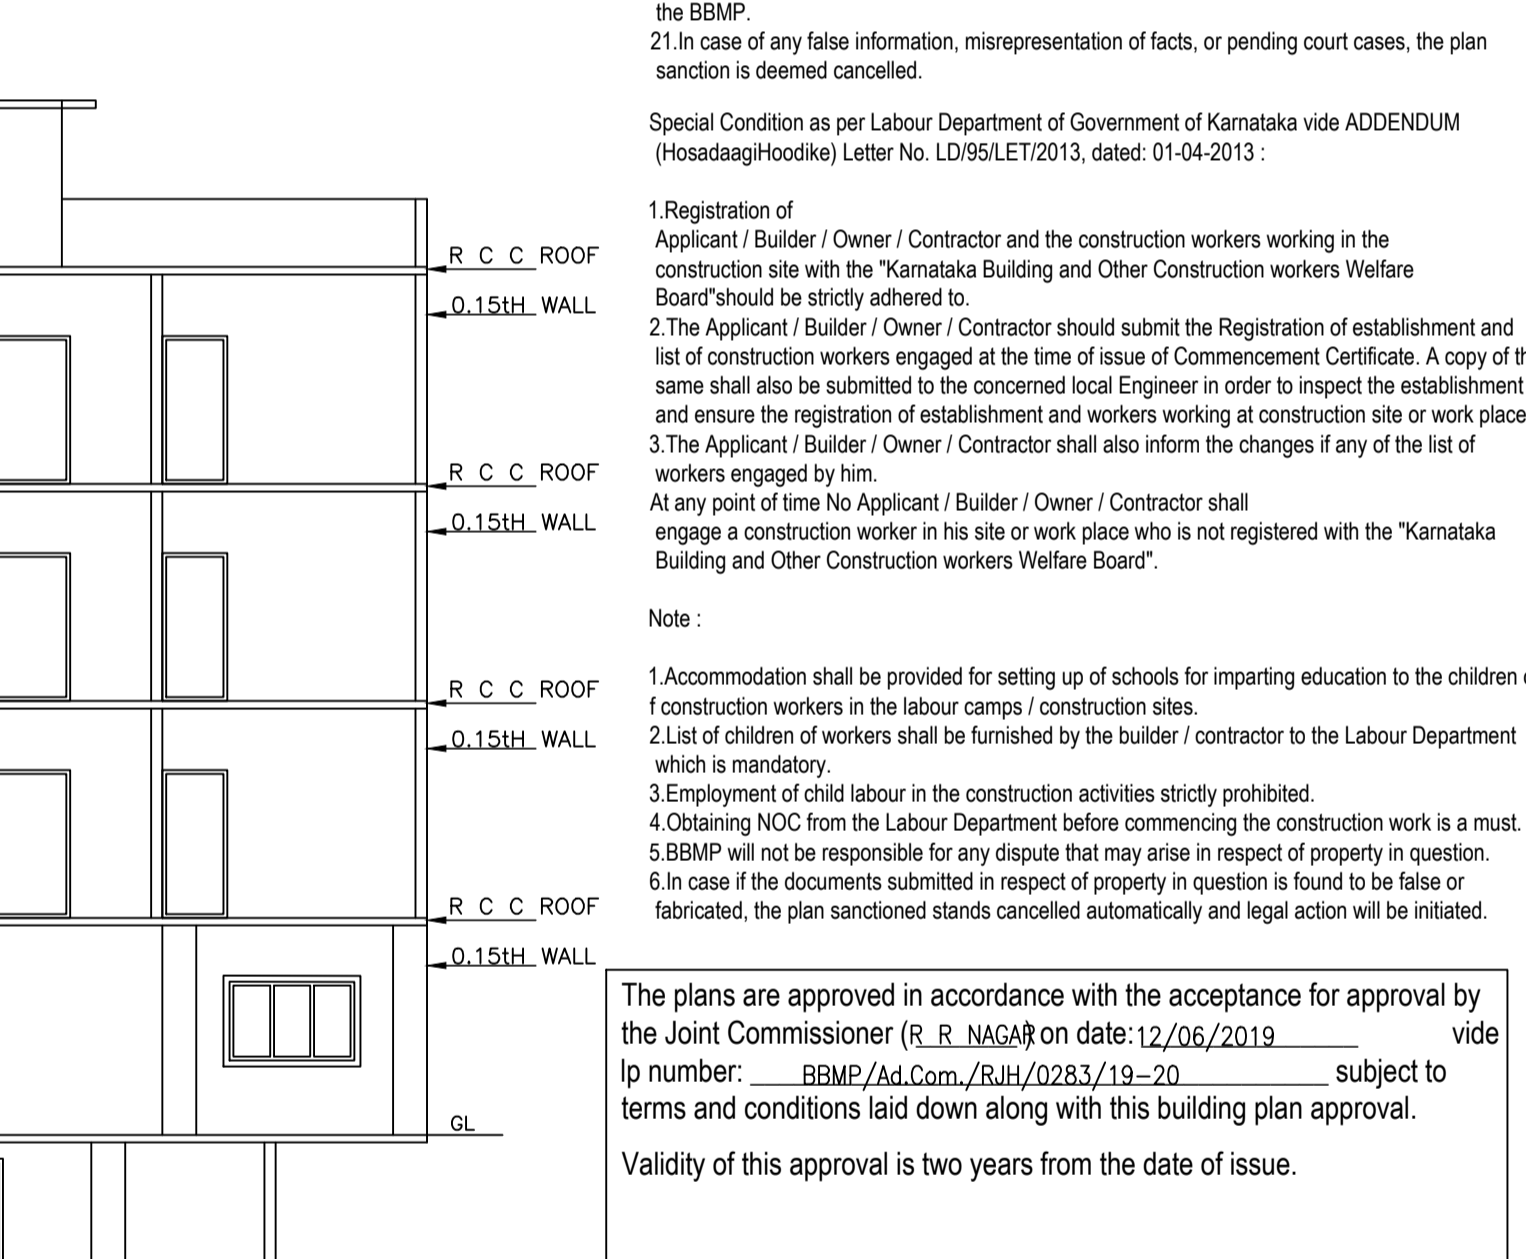 the BBMP.
21.In case of any false information, misrepresentation of facts, or pending court cases, the plan
sanction is deemed cancelled.
Special Condition as per Labour Department of Government of Karnataka vide ADDENDUM
(HosadaagiHoodike) Letter No. LD/95/LET/2013, dated: 01-04-2013 :
1.Registration of
Applicant / Builder / Owner / Contractor and the construction workers working in the
construction site with the "Karnataka Building and Other Construction workers Welfare
Board"should be strictly adhered to.
2.The Applicant / Builder / Owner / Contractor should submit the Registration of establishment and
list of construction workers engaged at the time of issue of Commencement Certificate. A copy of th
same shall also be submitted to the concerned local Engineer in order to inspect the establishment
and ensure the registration of establishment and workers working at construction site or work place
3.The Applicant / Builder / Owner / Contractor shall also inform the changes if any of the list of
workers engaged by him.
At any point of time No Applicant / Builder / Owner / Contractor shall
engage a construction worker in his site or work place who is not registered with the "Karnataka
Building and Other Construction workers Welfare Board".
Note :
1.Accommodation shall be provided for setting up of schools for imparting education to the children o
f construction workers in the labour camps / construction sites.
2.List of children of workers shall be furnished by the builder / contractor to the Labour Department
which is mandatory.
3.Employment of child labour in the construction activities strictly prohibited.
4.Obtaining NOC from the Labour Department before commencing the construction work is a must.
5.BBMP will not be responsible for any dispute that may arise in respect of property in question.
6.In case if the documents submitted in respect of property in question is found to be false or
fabricated, the plan sanctioned stands cancelled automatically and legal action will be initiated.
R C C ROOF
0.15tH WALL
R C C ROOF
0.15tH WALL
R C C ROOF
0.15tH WALL
R C C ROOF
0.15tH WALL
GL
The plans are approved in accordance with the acceptance for approval by
the Joint Commissioner (R R NAGAR) on date: 12/06/2019 vide
lp number: BBMP/Ad.Com./RJH/0283/19-20 subject to
terms and conditions laid down along with this building plan approval.
Validity of this approval is two years from the date of issue.